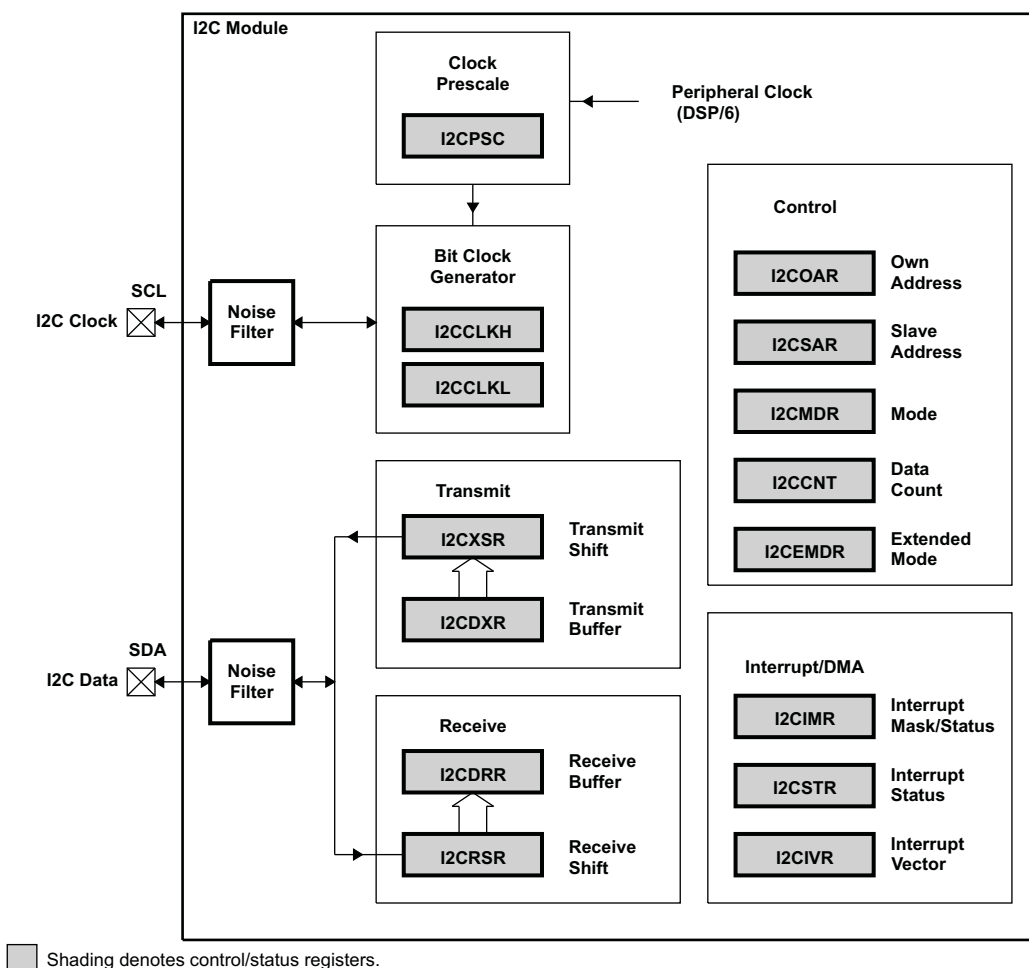 I2C Module
Clock
Prescale
I2CPSC
Peripheral Clock
(DSP/6)
Bit Clock
Generator
I2CCLKH
I2CCLKL
SCL
I2C Clock
Noise
Filter
Control
I2COAR
Own
Address
I2CSAR
Slave
Address
I2CMDR
Mode
I2CCNT
Data
Count
I2CEMDR
Extended
Mode
Transmit
I2CXSR
Transmit
Shift
I2CDXR
Transmit
Buffer
SDA
I2C Data
Noise
Filter
Receive
I2CDRR
Receive
Buffer
I2CRSR
Receive
Shift
Interrupt/DMA
I2CIMR
Interrupt
Mask/Status
I2CSTR
Interrupt
Status
I2CIVR
Interrupt
Vector
Shading denotes control/status registers.